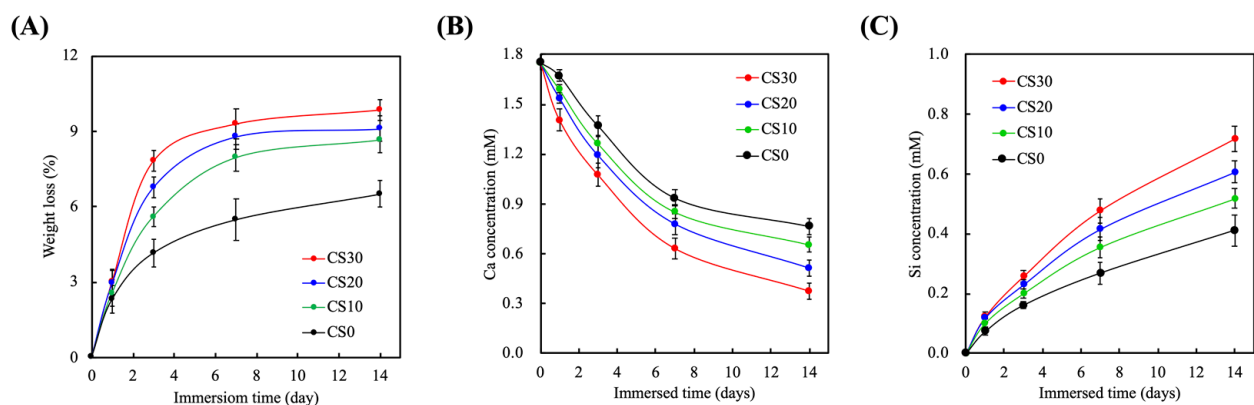 (A)
12
9
6
3
0
Weight loss (%)
CS30
CS20
CS10
CS0
0 2 4 6 8 10 12 14
Immersiom time (day)
(B)
1.8
1.5
1.2
0.9
0.6
0.3
0.0
Ca concentration (mM)
CS30
CS20
CS10
CS0
0 2 4 6 8 10 12 14
Immersed time (days)
(C)
1.0
0.8
0.6
0.4
0.2
0.0
Si concentration (mM)
CS30
CS20
CS10
CS0
0 2 4 6 8 10 12 14
Immersed time (days)